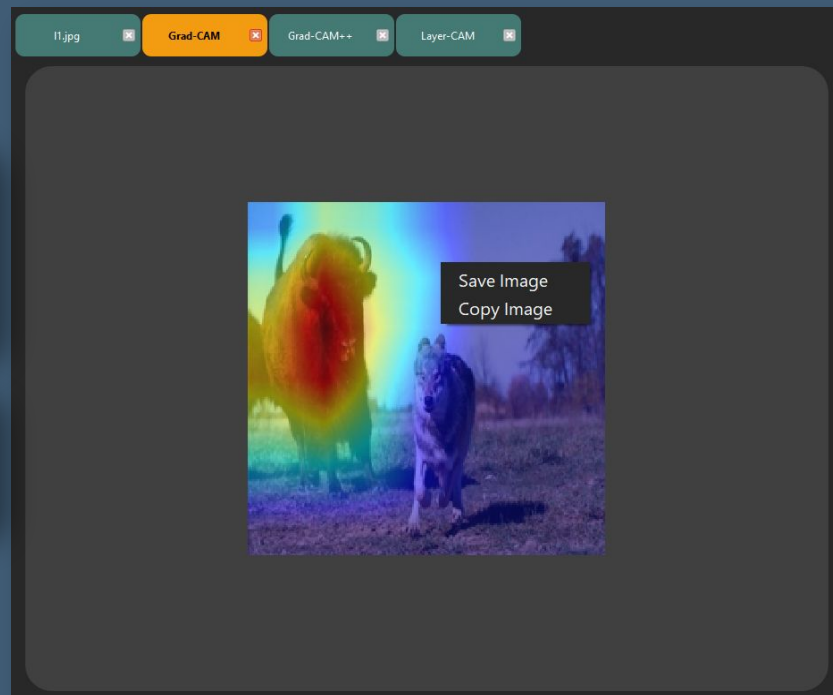 I1.jpg
Grad-CAM
Grad-CAM++
Layer-CAM
Save Image
Copy Image